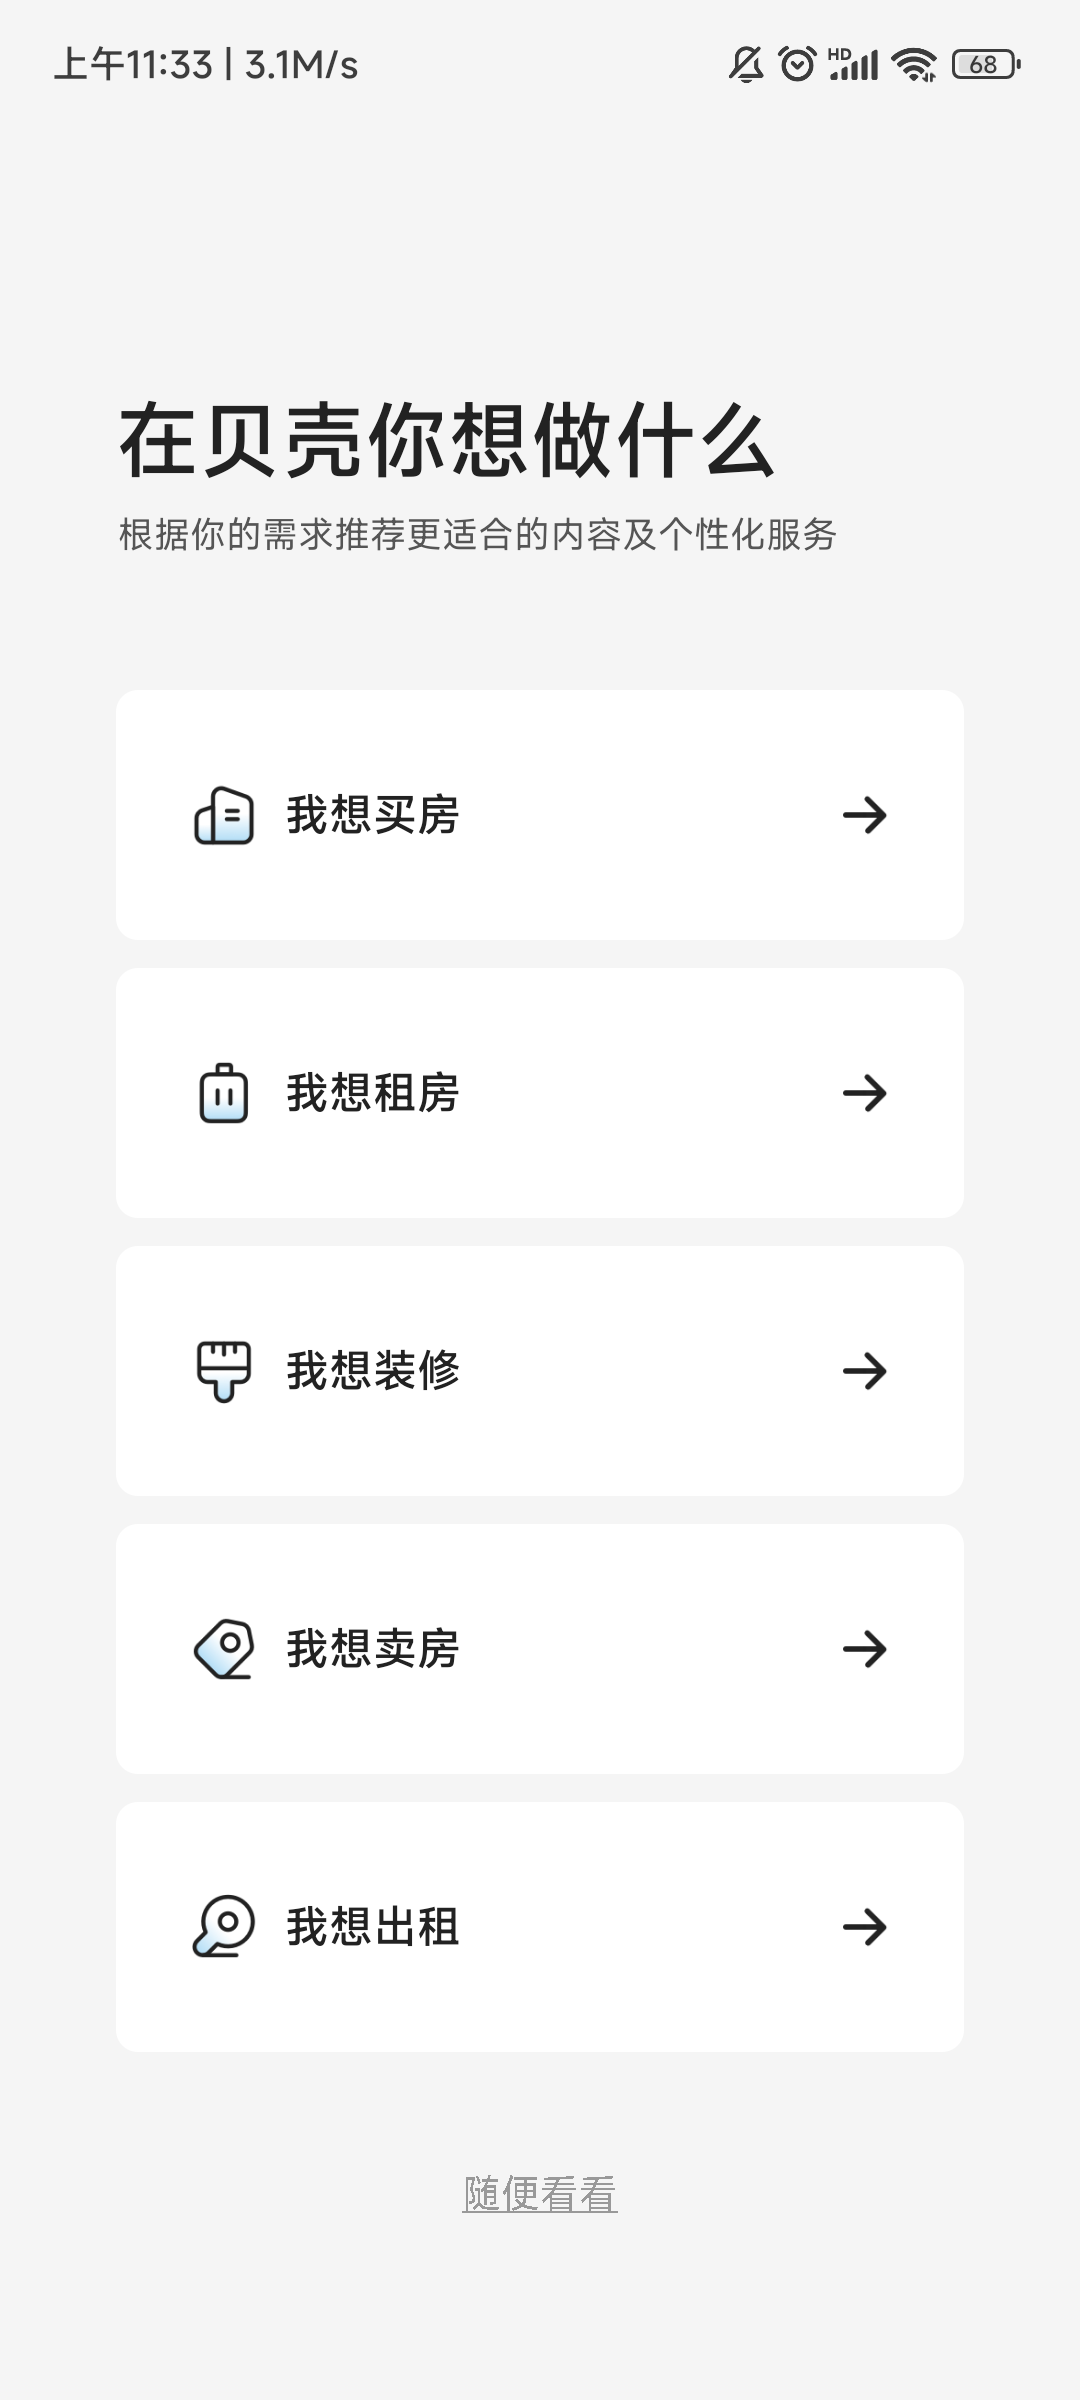 上午11:33 | 3.1M/s
HD
68
在贝壳你想做什么
根据你的需求推荐更适合的内容及个性化服务
我想买房
我想租房
我想装修
我想卖房
我想出租
随便看看